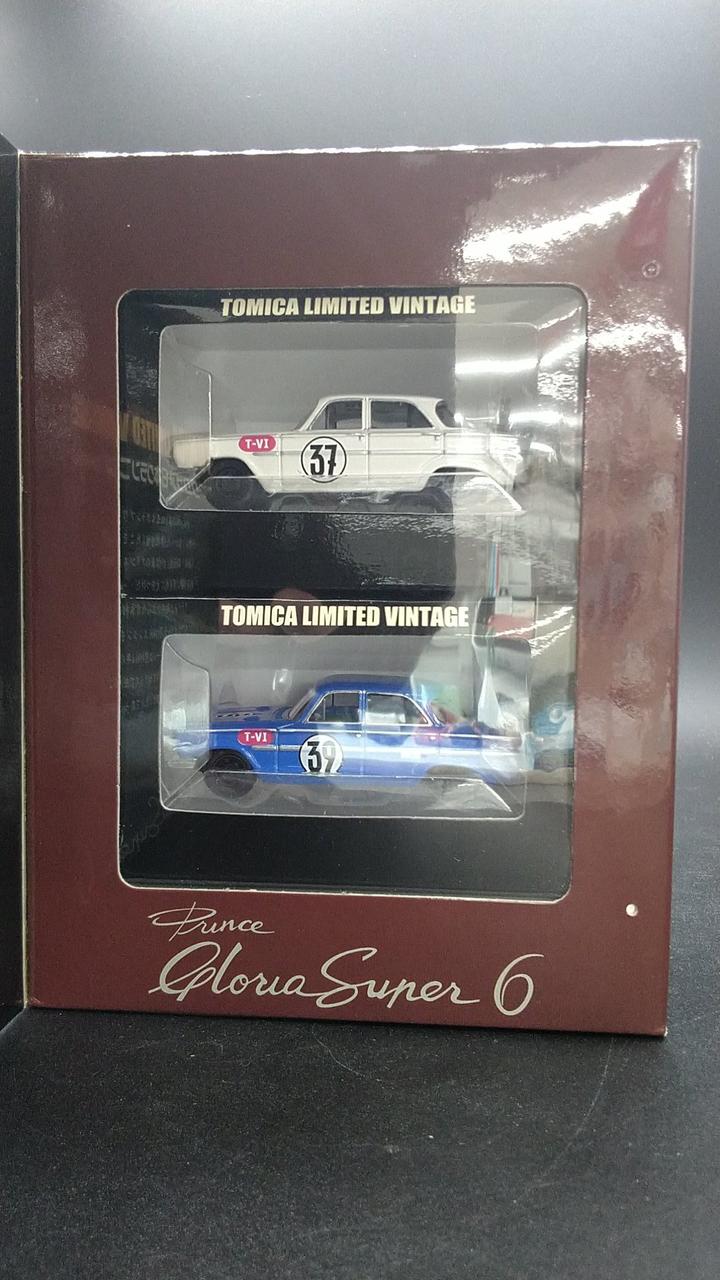 TOMICA LIMITED VINTAGE
T-VI
37
TOMICA LIMITED VINTAGE
T-VI
39
Prince
Gloria Super 6